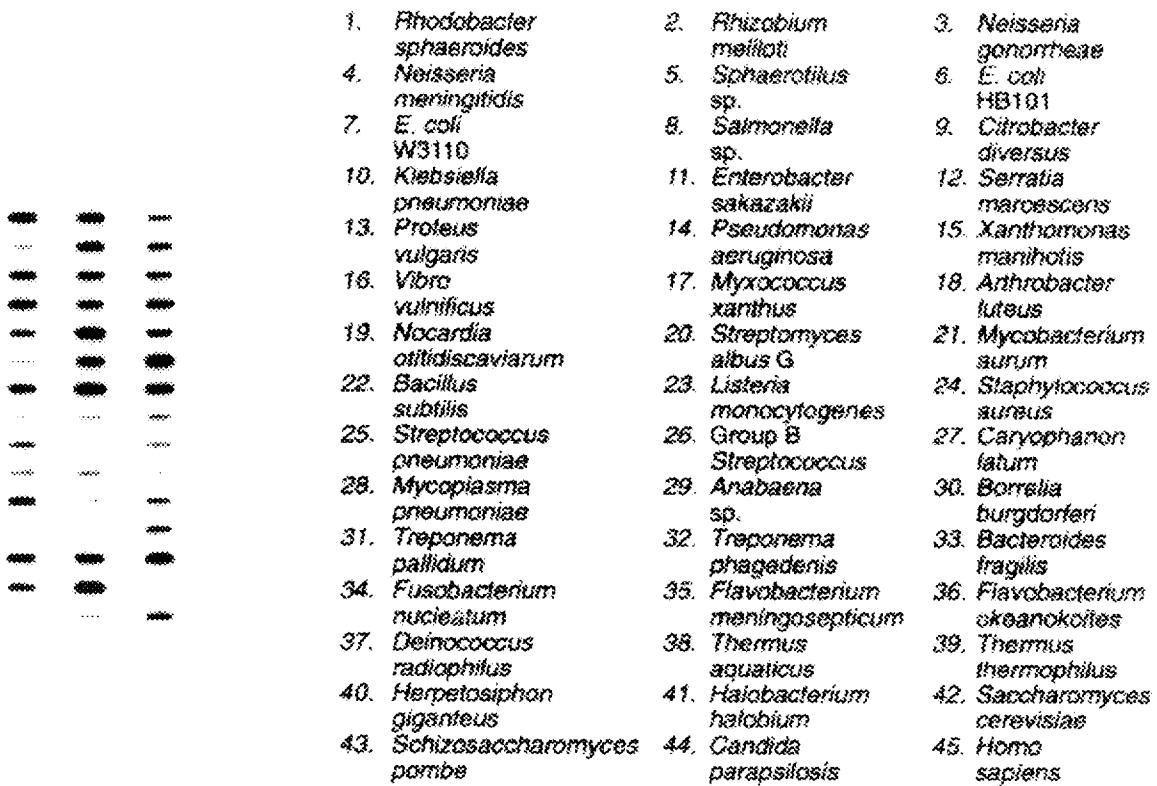 1. Rhodobacter sphaeroides
2. Rhizobium meliloti
3. Neisseria gonorrheae
4. Neisseria meningitidis
5. Sphaerotilus sp.
6. E. coli HB101
7. E. coli W3110
8. Salmonella sp.
9. Citrobacter diversus
10. Klebsiella pneumoniae
11. Enterobacter sakazakii
12. Serratia marcescens
13. Proteus vulgaris
14. Pseudomonas aeruginosa
15. Xanthomonas manihotis
16. Vibro vulnificus
17. Myxococcus xanthus
18. Arthrobacter luteus
19. Nocardia otitidiscaviarum
20. Streptomyces albus G
21. Mycobacterium aurum
22. Bacillus subtilis
23. Listeria monocytogenes
24. Staphylococcus aureus
25. Streptococcus pneumoniae
26. Group B Streptococcus
27. Caryophanon latum
28. Mycoplasma pneumoniae
29. Anabaena sp.
30. Borrelia burgdorferi
31. Treponema pallidum
32. Treponema phagedenis
33. Bacteroides fragilis
34. Fusobacterium nucleatum
35. Flavobacterium meningosepticum
36. Flavobacterium okeanokoites
37. Deinococcus radiophilus
38. Thermus aquaticus
39. Thermus thermophilus
40. Herpetosiphon giganteus
41. Halobacterium halobium
42. Saccharomyces cerevisiae
43. Schizosaccharomyces pombe
44. Candida parapsilosis
45. Homo sapiens